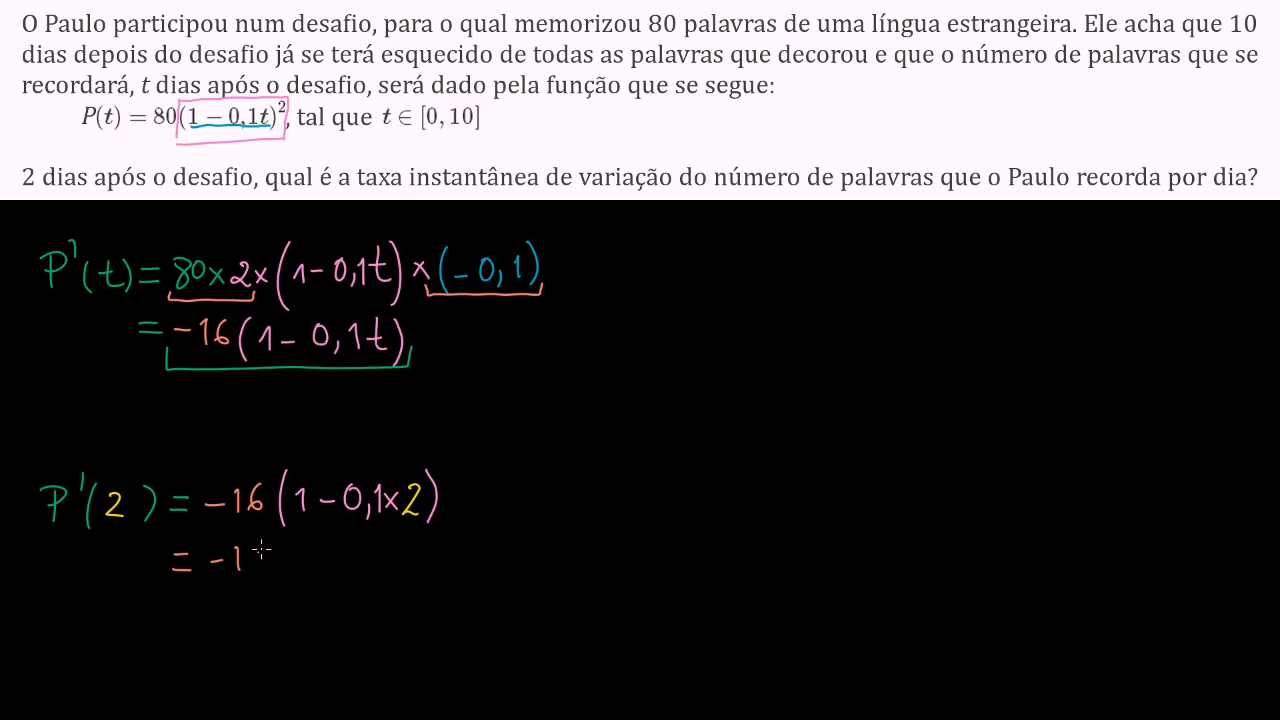 O Paulo participou num desafio, para o qual memorizou 80 palavras de uma língua estrangeira. Ele acha que 10
dias depois do desafio já se terá esquecido de todas as palavras que decorou e que o número de palavras que se
recordará, t dias após o desafio, será dado pela função que se segue:
P(t) = 80(1 − 0,1t)², tal que t ∈ [0, 10]
2 dias após o desafio, qual é a taxa instantânea de variação do número de palavras que o Paulo recorda por dia?
P'(t) = 80 × 2 × (1 − 0,1t) × (−0,1)
= −16(1 − 0,1t)
P'(2) = −16(1 − 0,1×2)
= −1